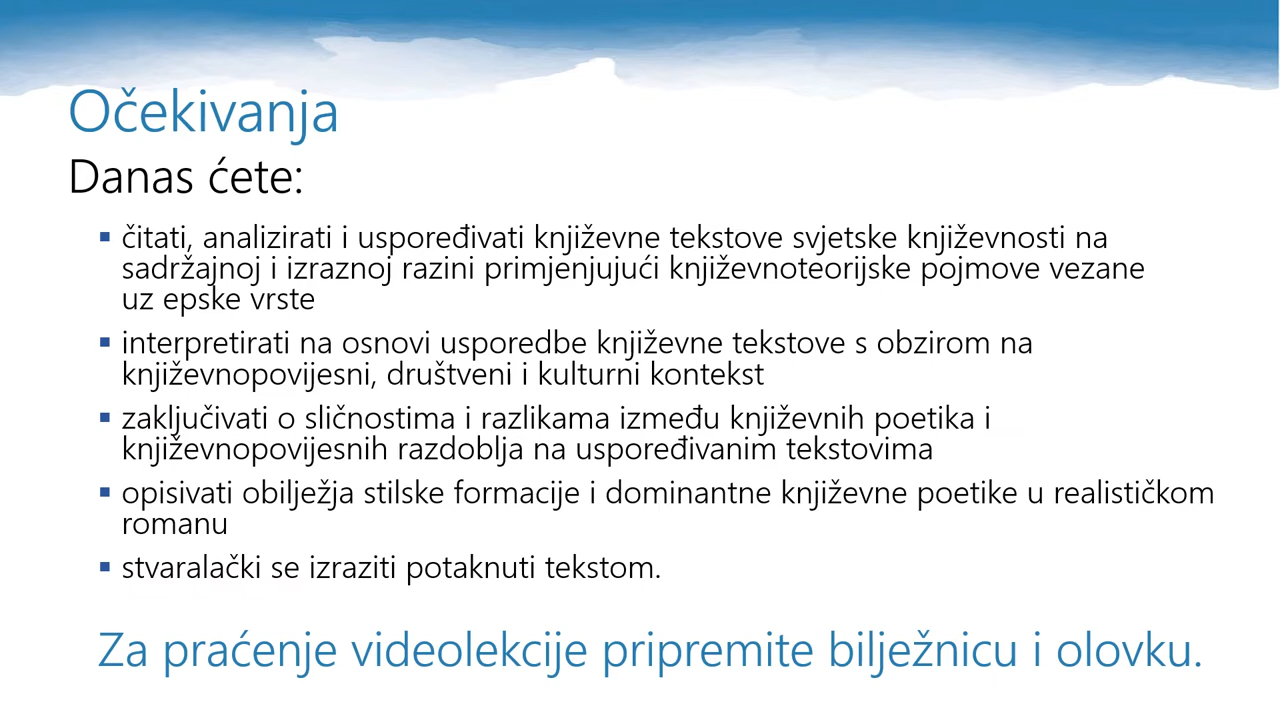 Očekivanja
Danas ćete:
▪ čitati, analizirati i uspoređivati književne tekstove svjetske književnosti na
sadržajnoj i izraznoj razini primjenjujući književnoteorijske pojmove vezane
uz epske vrste
▪ interpretirati na osnovi usporedbe književne tekstove s obzirom na
književnopovijesni, društveni i kulturni kontekst
▪ zaključivati o sličnostima i razlikama između književnih poetika i
književnopovijesnih razdoblja na uspoređivanim tekstovima
▪ opisivati obilježja stilske formacije i dominantne književne poetike u realističkom
romanu
▪ stvaralački se izraziti potaknuti tekstom.
Za praćenje videolekcije pripremite bilježnicu i olovku.